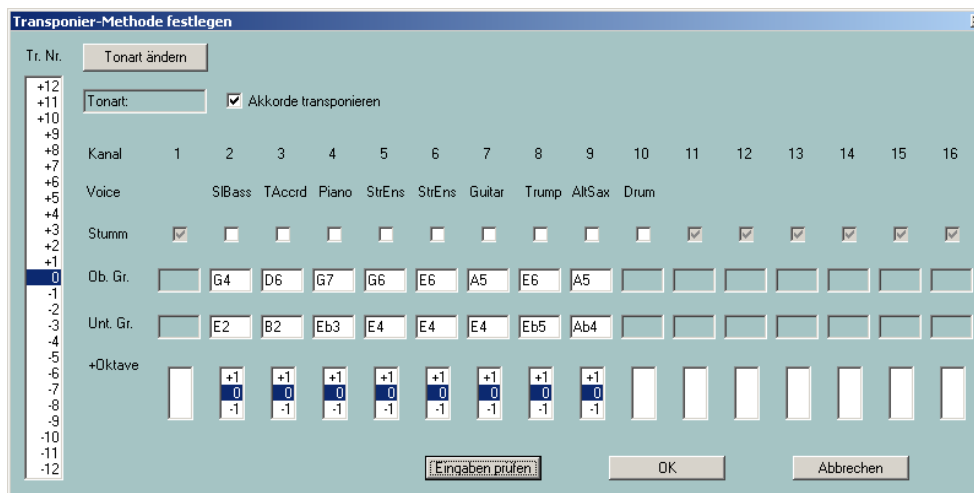 Transponier-Methode festlegen
Tr. Nr.
Tonart ändern
+12
+11
+10
+9
+8
+7
+6
+5
+4
+3
+2
+1
0
-1
-2
-3
-4
-5
-6
-7
-8
-9
-10
-11
-12
Tonart:
Akkorde transponieren
Kanal 1 2 3 4 5 6 7 8 9 10 11 12 13 14 15 16
Voice SlBass TAccrd Piano StrEns StrEns Guitar Trump AltSax Drum
Stumm
Ob. Gr. G4 D6 G7 G6 E6 A5 E6 A5
Unt. Gr. E2 B2 Eb3 E4 E4 E4 Eb5 Ab4
+Oktave
+1 +1 +1 +1 +1 +1 +1 +1
0 0 0 0 0 0 0 0
-1 -1 -1 -1 -1 -1 -1 -1
Eingaben prüfen OK Abbrechen